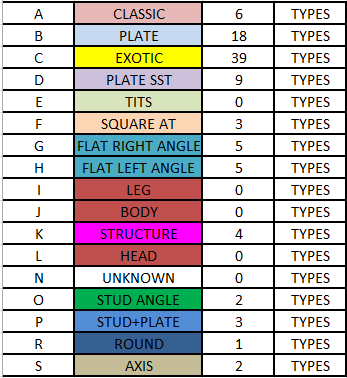 A CLASSIC 6 TYPES
B PLATE 18 TYPES
C EXOTIC 39 TYPES
D PLATE SST 9 TYPES
E TITS 0 TYPES
F SQUARE AT 3 TYPES
G FLAT RIGHT ANGLE 5 TYPES
H FLAT LEFT ANGLE 5 TYPES
I LEG 0 TYPES
J BODY 0 TYPES
K STRUCTURE 4 TYPES
L HEAD 0 TYPES
N UNKNOWN 0 TYPES
O STUD ANGLE 2 TYPES
P STUD+PLATE 3 TYPES
R ROUND 1 TYPES
S AXIS 2 TYPES